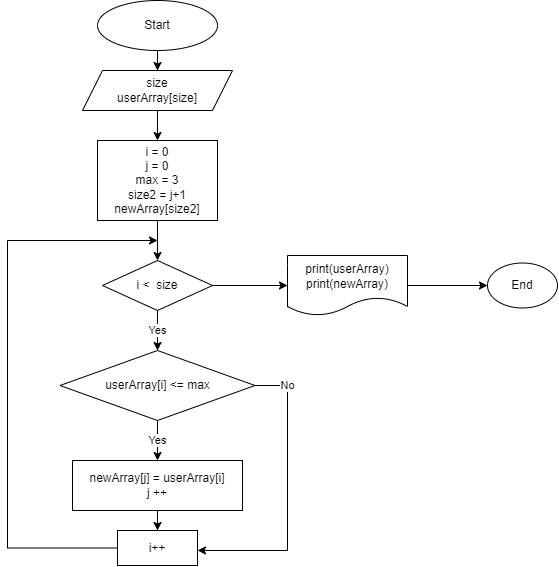 Start
size
userArray[size]
i = 0
j = 0
max = 3
size2 = j+1
newArray[size2]
i <  size
print(userArray)
print(newArray)
End
Yes
userArray[i] <= max
No
Yes
newArray[j] = userArray[i]
j ++
i++